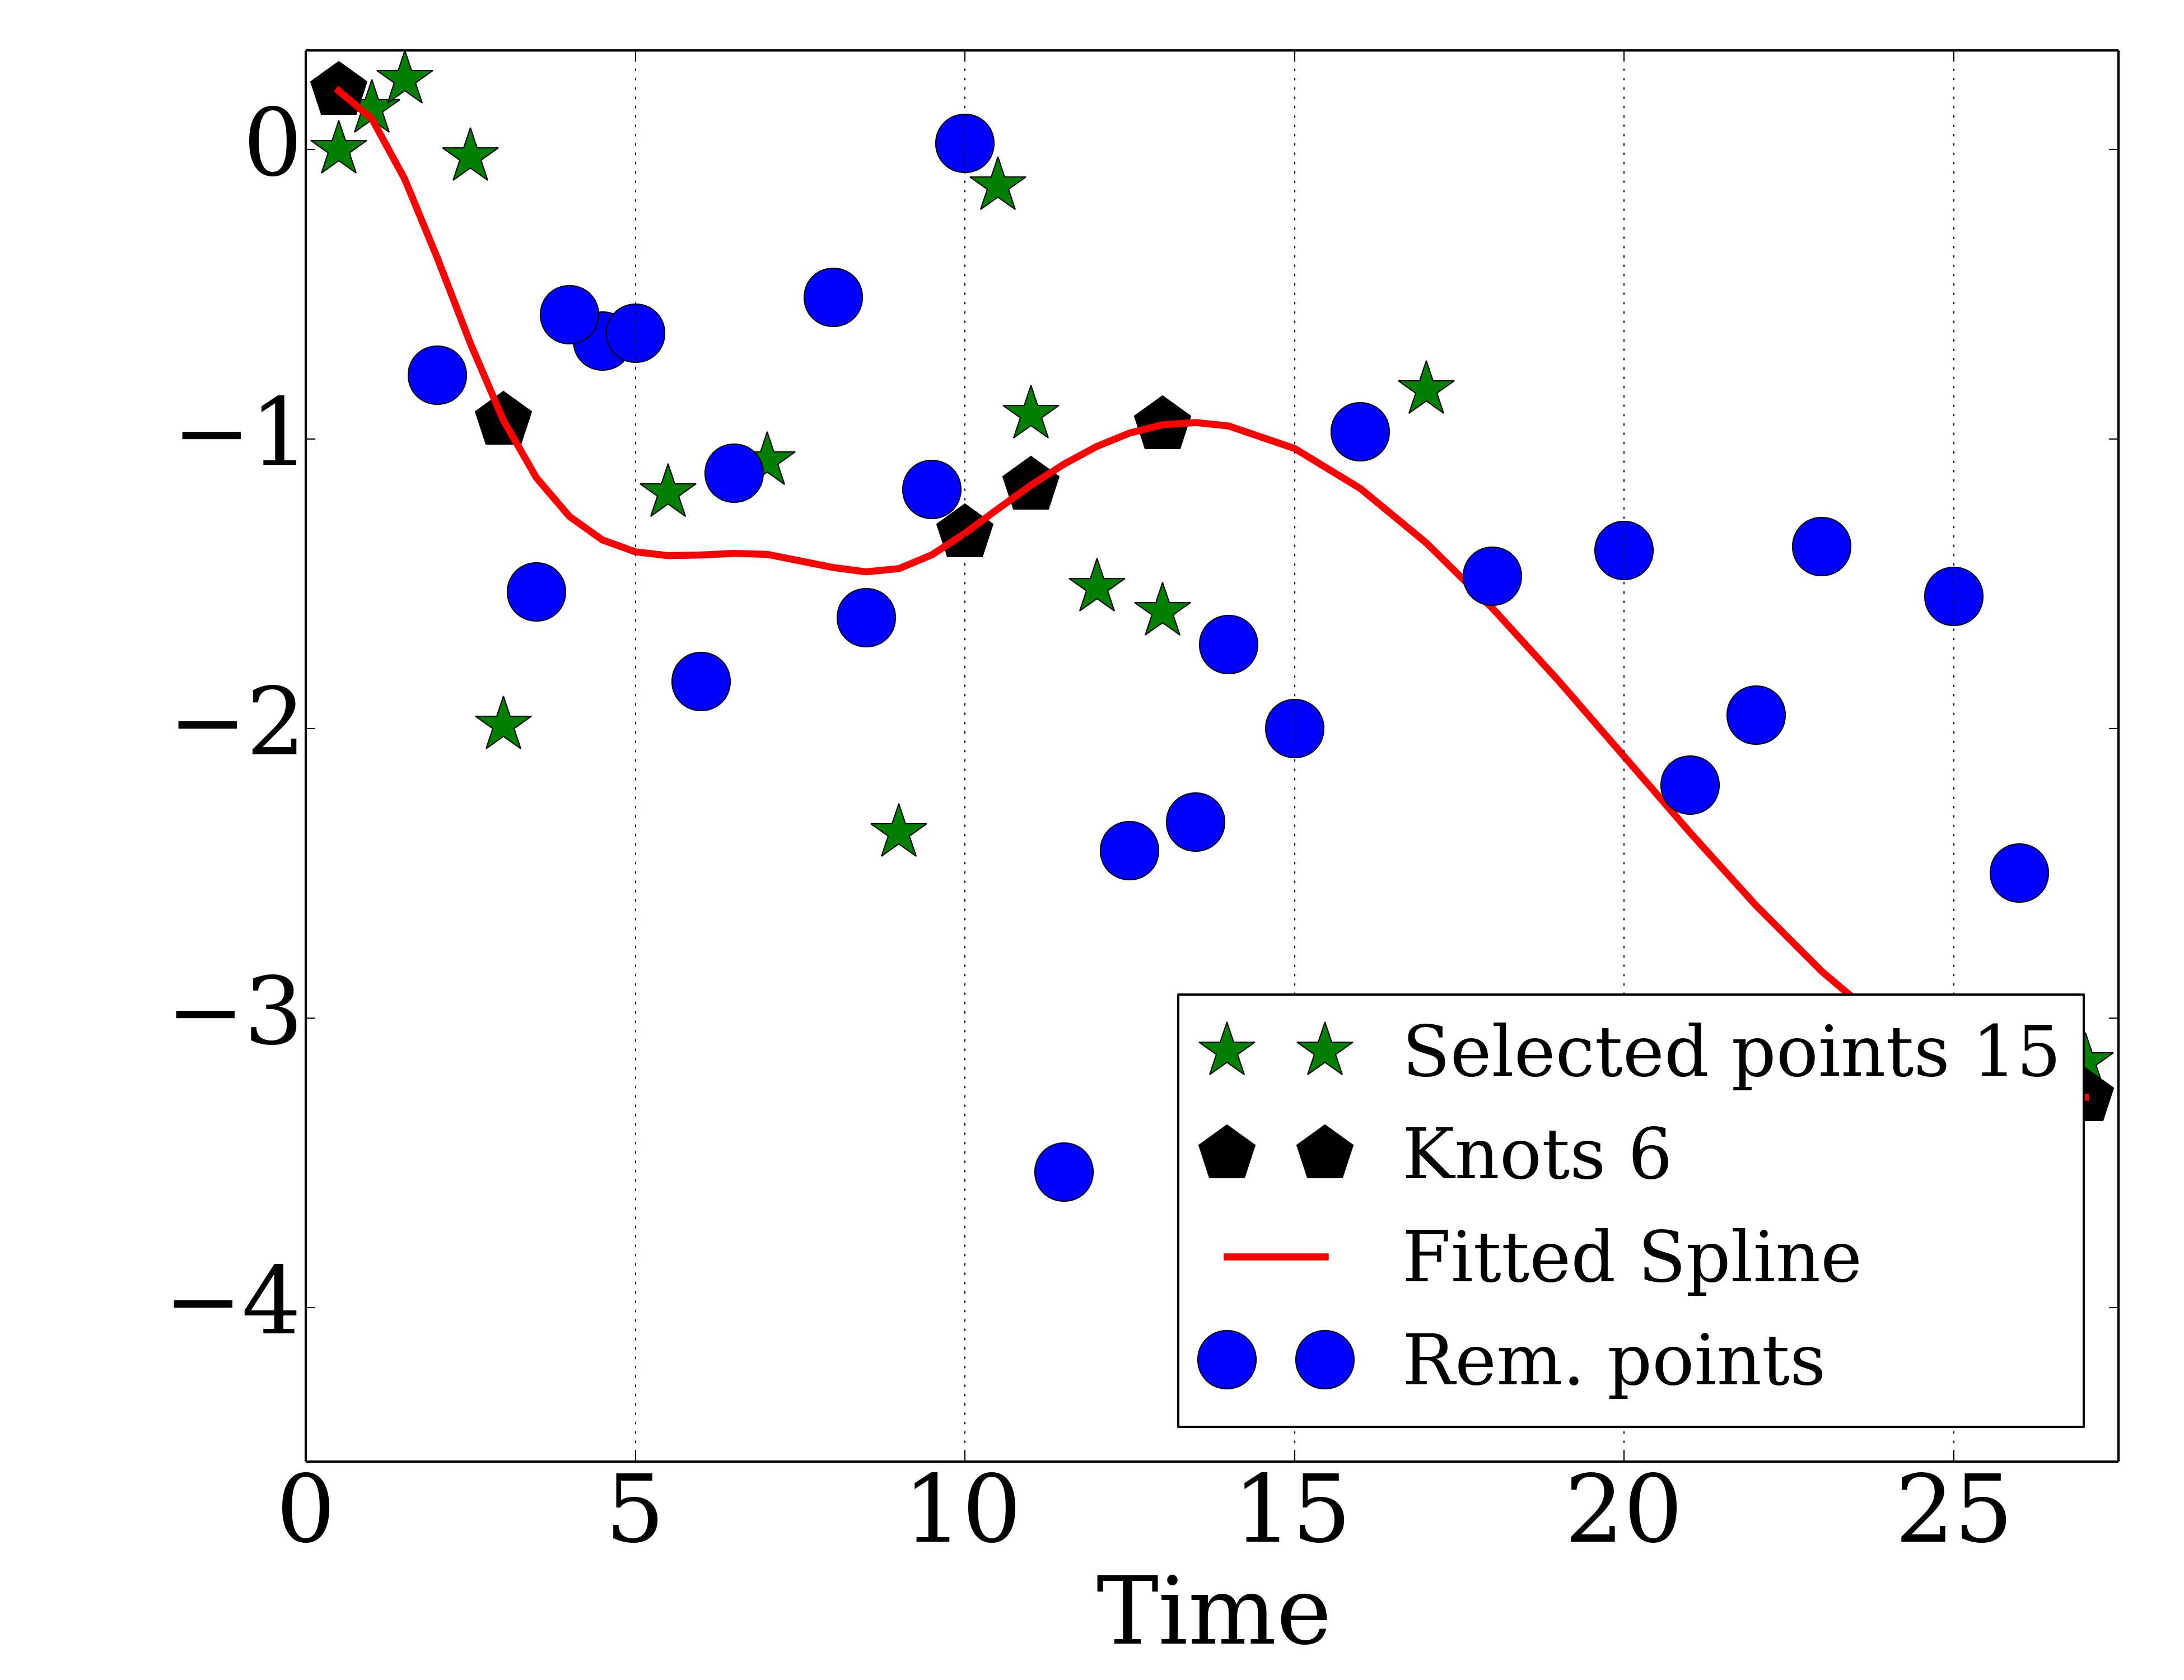 0
−1
−2
−3
−4
Selected points 15
Knots 6
Fitted Spline
Rem. points
0 5 10 15 20 25
Time